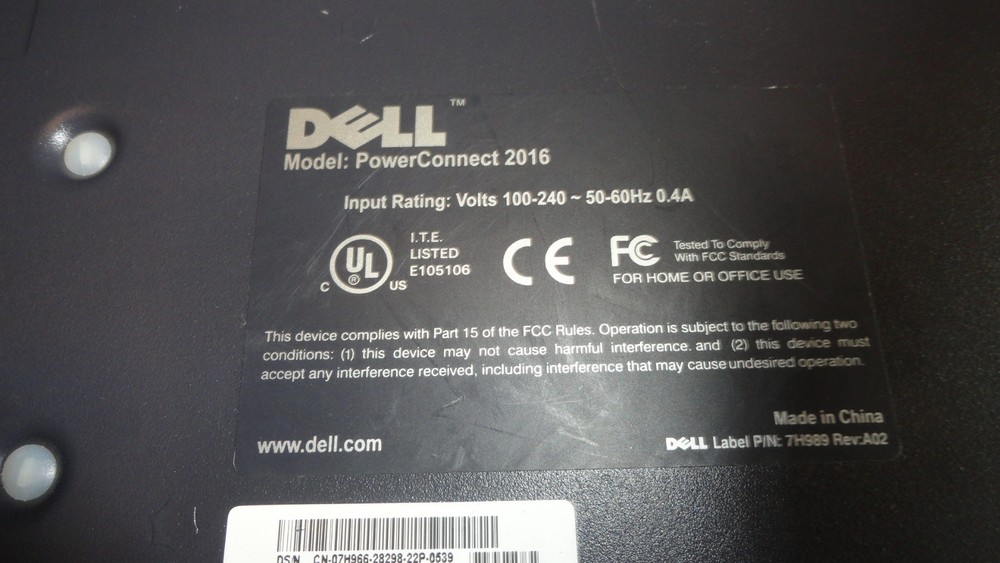 DELL™
Model: PowerConnect 2016
Input Rating: Volts 100-240 ~ 50-60Hz 0.4A
C UL ® US
I.T.E.
LISTED
E105106
CE
FC
Tested To Comply
With FCC Standards
FOR HOME OR OFFICE USE
This device complies with Part 15 of the FCC Rules. Operation is subject to the following two
conditions: (1) this device may not cause harmful interference. and (2) this device must
accept any interference received, including interference that may cause undesired operation.
Made in China
www.dell.com
DELL Label P/N: 7H989 Rev:A02
DS/N CN-07H966-28298-22P-0539